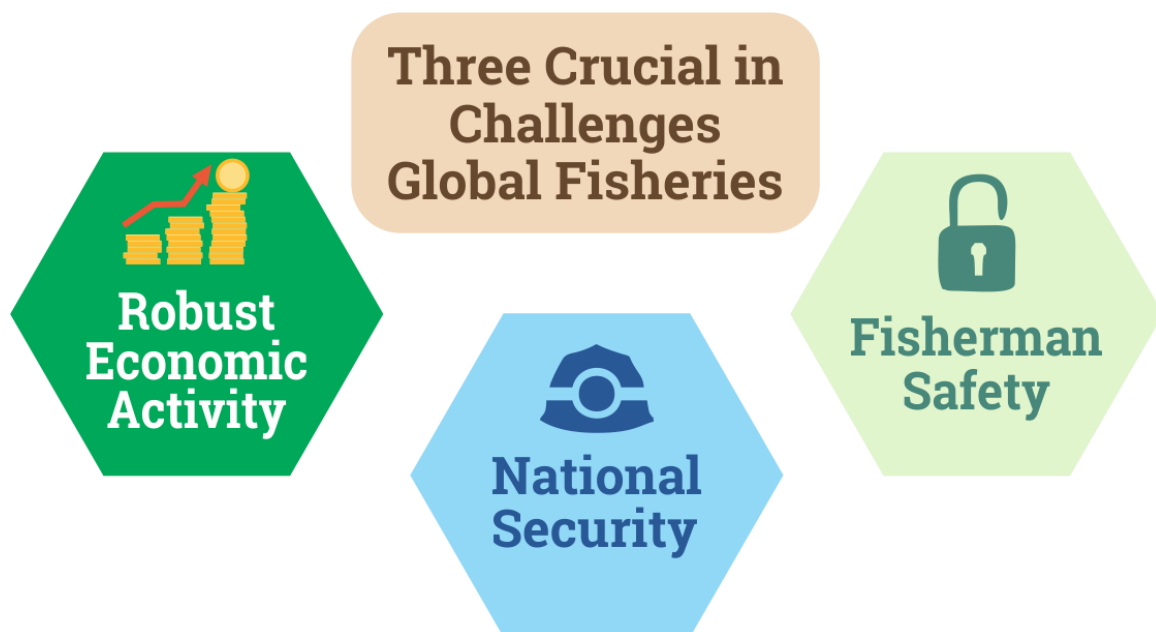 Three Crucial in
Challenges
Global Fisheries
Robust
Economic
Activity
National
Security
Fisherman
Safety